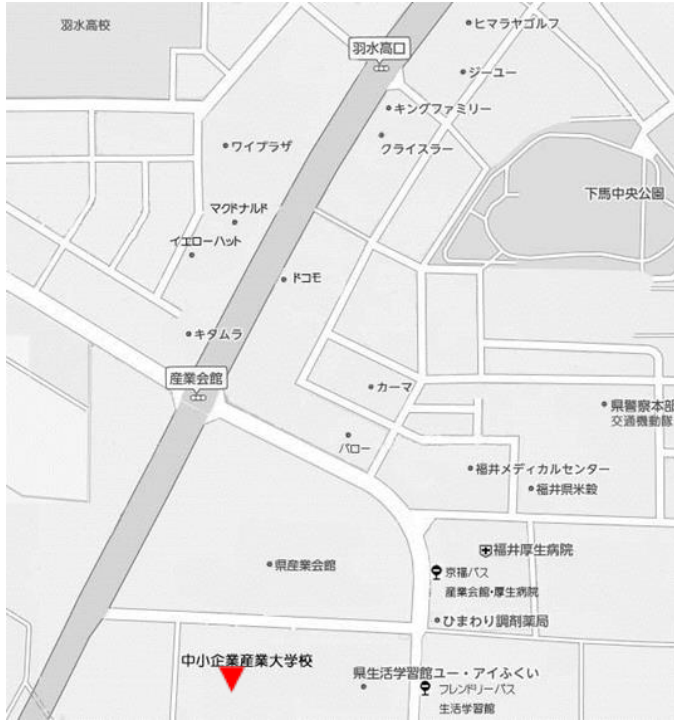 羽水高校
ヒマラヤゴルフ
羽水高口
ジーユー
キングファミリー
クライスラー
ワイプラザ
下馬中央公園
マクドナルド
イエローハット
ドコモ
キタムラ
産業会館
カーマ
県警察本部
交通機動隊
バロー
福井メディカルセンター
福井県米穀
福井厚生病院
県産業会館
京福バス
産業会館・厚生病院
ひまわり調剤薬局
中小企業産業大学校
県生活学習館ユー・アイふくい
フレンドリーバス
生活学習館